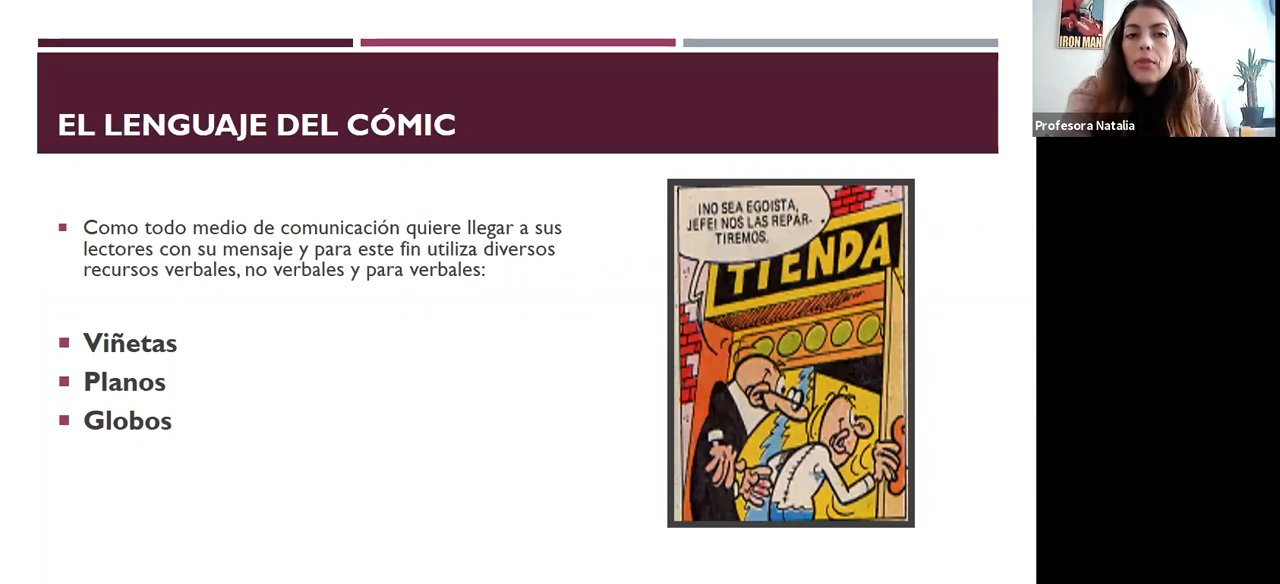 EL LENGUAJE DEL CÓMIC
Como todo medio de comunicación quiere llegar a sus
lectores con su mensaje y para este fin utiliza diversos
recursos verbales, no verbales y para verbales:
Viñetas
Planos
Globos
¡NO SEA EGOISTA,
JEFE! NOS LAS REPAR-
TIREMOS.
TIENDA
IRON MAN
Profesora Natalia